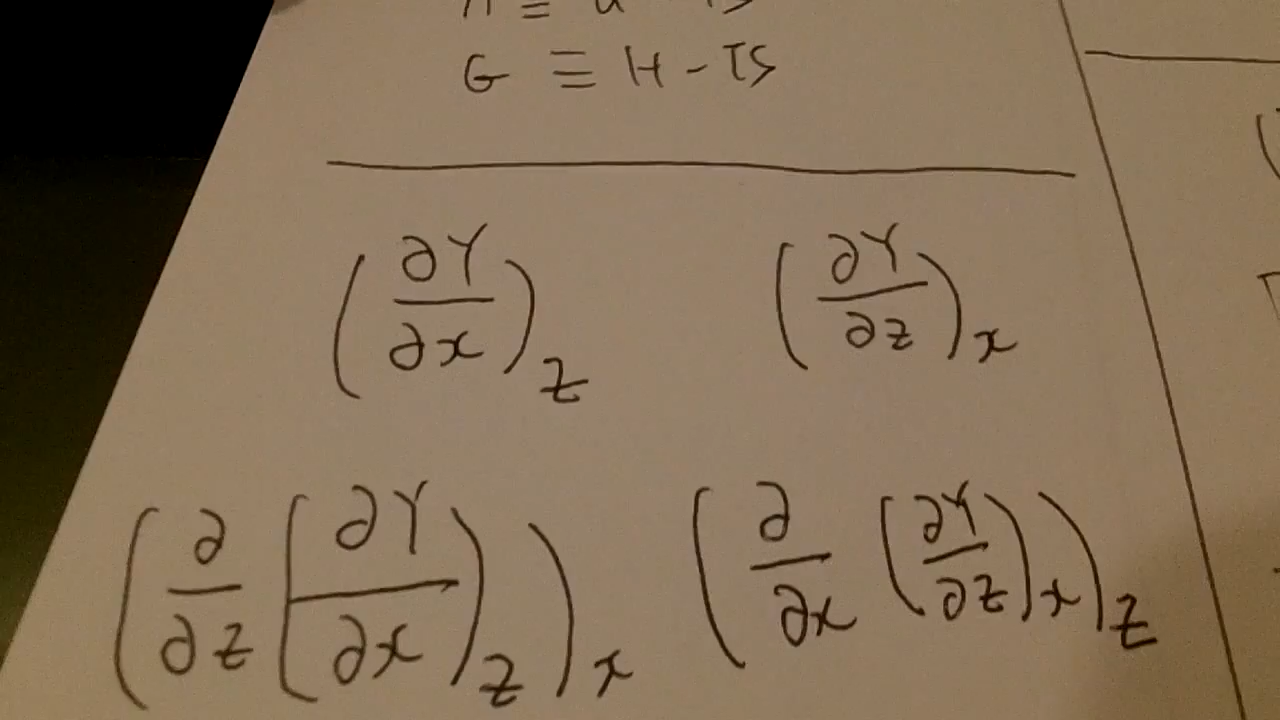 G ≡ H - TS
(∂Y/∂x)_z (∂Y/∂z)_x
(∂/∂z (∂Y/∂x)_z)_x (∂/∂x (∂Y/∂z)_x)_z